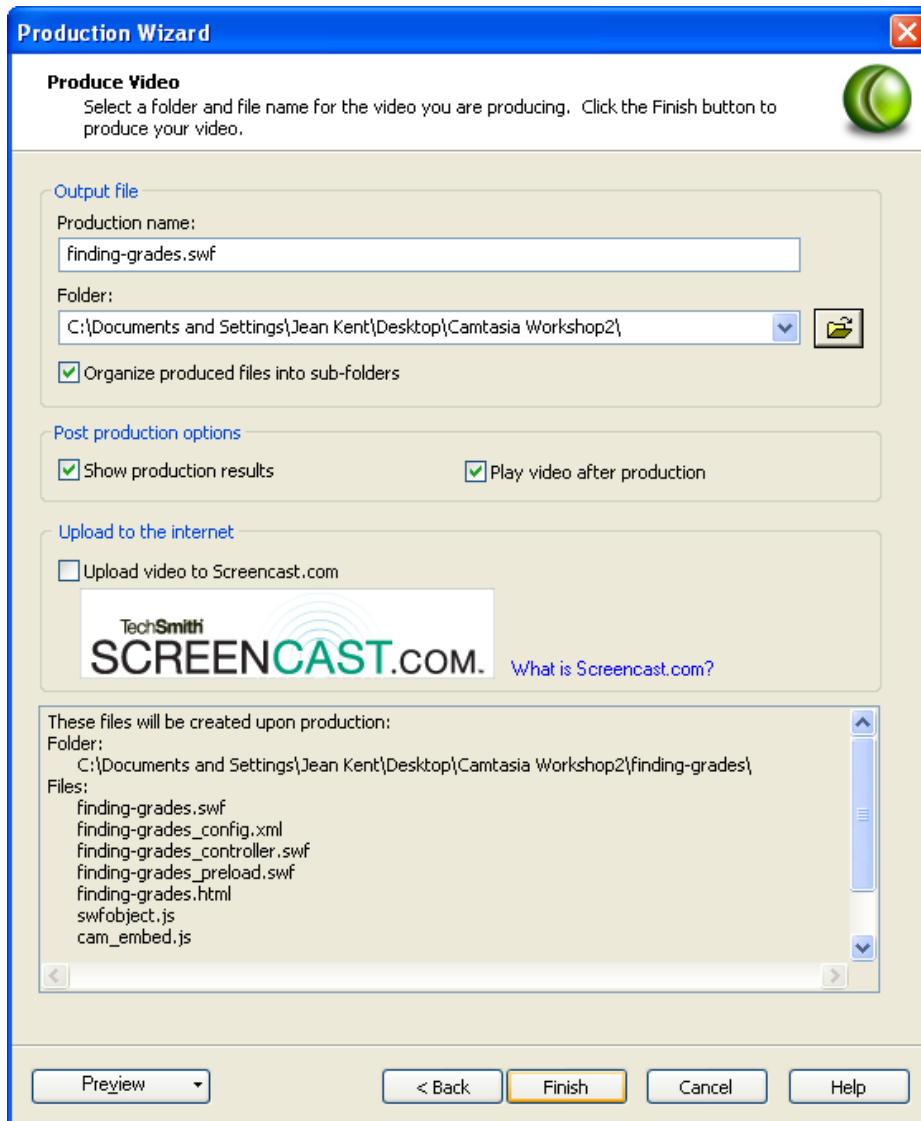 Production Wizard
Produce Video
Select a folder and file name for the video you are producing. Click the Finish button to
produce your video.
Output file
Production name:
finding-grades.swf
Folder:
C:\Documents and Settings\Jean Kent\Desktop\Camtasia Workshop2\
Organize produced files into sub-folders
Post production options
Show production results
Play video after production
Upload to the internet
Upload video to Screencast.com
TechSmith
SCREENCAST.COM.
What is Screencast.com?
These files will be created upon production:
Folder:
C:\Documents and Settings\Jean Kent\Desktop\Camtasia Workshop2\finding-grades\
Files:
finding-grades.swf
finding-grades_config.xml
finding-grades_controller.swf
finding-grades_preload.swf
finding-grades.html
swfobject.js
cam_embed.js
Preview
< Back
Finish
Cancel
Help